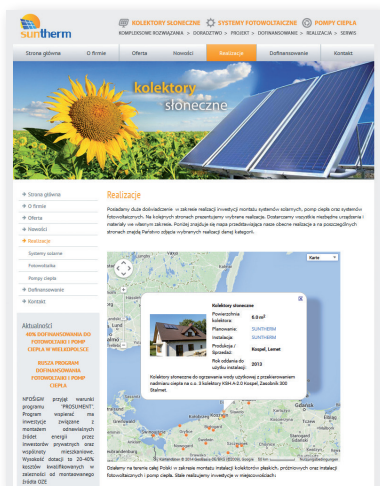 suntherm
KOLEKTORY SŁONECZNE SYSTEMY FOTOWOLTAICZNE POMPY CIEPŁA
KOMPLEKSOWE ROZWIĄZANIA > DORADZTWO > PROJEKT > DOFINANSOWANIE > REALIZACJA > SERWIS
Strona główna O firmie Oferta Nowości Realizacje Dofinansowanie Kontakt
kolektory
słoneczne
Strona główna
O firmie
Oferta
Nowości
Realizacje
Systemy solarne
Fotowoltaika
Pompy ciepła
Dofinansowanie
Kontakt
Aktualności
40% DOFINANSOWANIA DO
FOTOWOLTAIKI I POMP
CIEPŁA W WIELKOPOLSCE
RUSZA PROGRAM
DOFINANSOWANIA
FOTOWOLTAIKI I POMP
CIEPŁA
NFOŚiGW przyjął warunki
programu "PROSUMENT".
Program wspierać ma
inwestycje związane z
montażem odnawialnych
źródeł energii przez
inwestorów prywatnych oraz
wspólnoty mieszkaniowe.
Wysokość dotacji to 20-40%
kosztów kwalifikowanych w
zależności od montowanego
źródła OZE
Realizacje
Posiadamy duże doświadczenie w zakresie realizacji inwestycji montażu systemów solarnych, pomp ciepła oraz systemów
fotowoltaicznych. Na kolejnych stronach prezentujemy wybrane realizacje. Dostarczamy wszystkie niezbędne urządzenia i
materiały we własnym zakresie. Poniżej znajduje się mapa przedstawiająca nasze obecne realizacje a na poszczególnych
stronach znajdą Państwo zdjęcia wybranych realizacji danej kategorii.
Karte
Kolektory słoneczne
Powierzchnia
kolektora: 6.0 m²
Planowanie: SUNTHERM
Instalacja: SUNTHERM
Produkcja /
Sprzedaż: Kospel, Lemet
Rok oddania do
użytku instalacji: 2013
Kolektory słoneczne do ogrzewania wody użytkowej z przekierowaniem
nadmiaru ciepła na c.o. 3 kolektory KSH-A-2.0 Kospel, Zasobnik 300
Stalmet.
Lund
Gdańsk
Koszalin
Działamy na terenie całej Polski w zakresie montażu instalacji kolektorów płaskich, próżniowych oraz instalacji
fotowoltaicznych i pomp ciepła. Stale realizujemy inwestycje w miejscowościach: